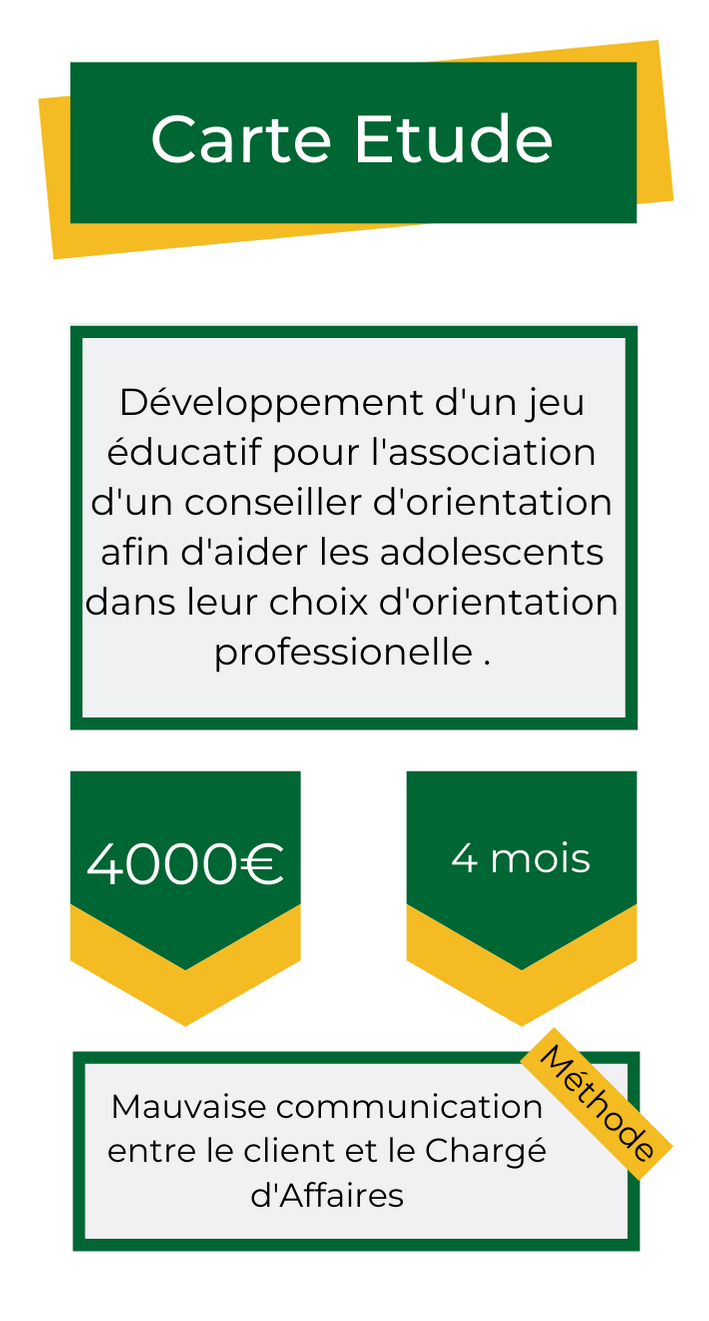 Carte Etude
Développement d'un jeu
éducatif pour l'association
d'un conseiller d'orientation
afin d'aider les adolescents
dans leur choix d'orientation
professionelle .
4000€
4 mois
Méthode
Mauvaise communication
entre le client et le Chargé
d'Affaires